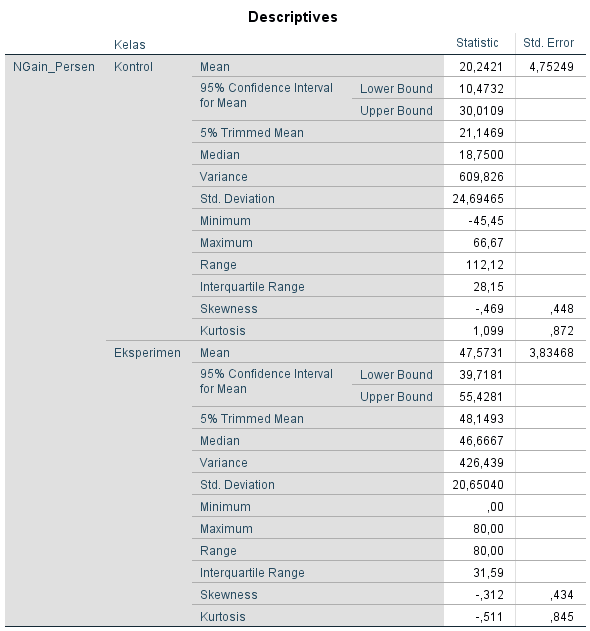 Descriptives
Kelas Statistic Std. Error
NGain_Persen Kontrol Mean 20,2421 4,75249
95% Confidence Interval for Mean Lower Bound 10,4732
Upper Bound 30,0109
5% Trimmed Mean 21,1469
Median 18,7500
Variance 609,826
Std. Deviation 24,69465
Minimum -45,45
Maximum 66,67
Range 112,12
Interquartile Range 28,15
Skewness -,469 ,448
Kurtosis 1,099 ,872
Eksperimen Mean 47,5731 3,83468
95% Confidence Interval for Mean Lower Bound 39,7181
Upper Bound 55,4281
5% Trimmed Mean 48,1493
Median 46,6667
Variance 426,439
Std. Deviation 20,65040
Minimum ,00
Maximum 80,00
Range 80,00
Interquartile Range 31,59
Skewness -,312 ,434
Kurtosis -,511 ,845